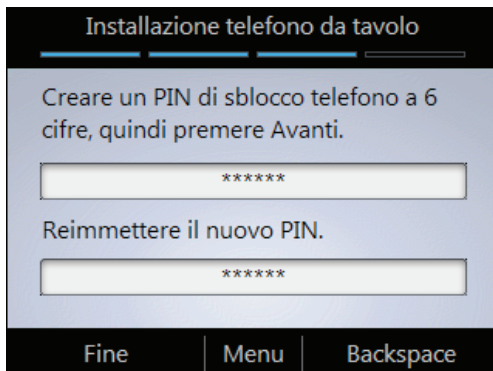 Installazione telefono da tavolo
Creare un PIN di sblocco telefono a 6
cifre, quindi premere Avanti.
******
Reimmettere il nuovo PIN.
******
Fine Menu Backspace